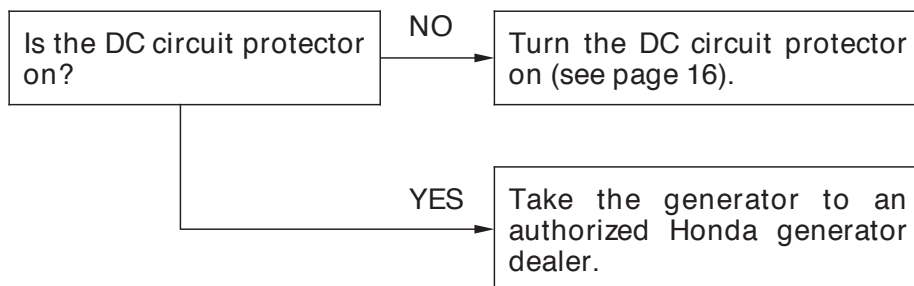 Is the DC circuit protector
on?
NO
Turn the DC circuit protector
on (see page 16).
YES
Take the generator to an
authorized Honda generator
dealer.